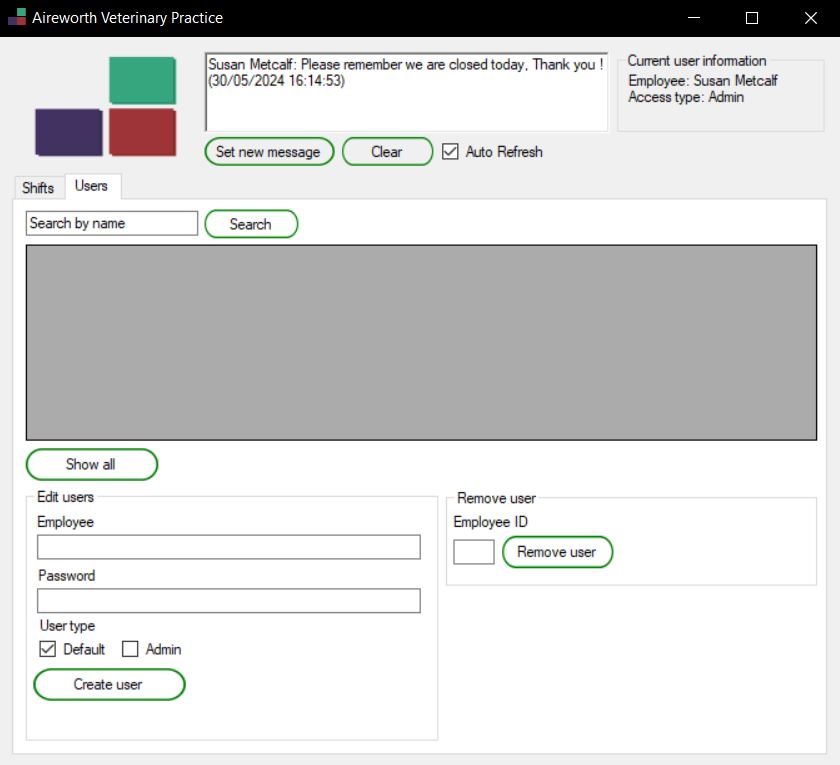 Aireworth Veterinary Practice
Susan Metcalf: Please remember we are closed today, Thank you !
(30/05/2024 16:14:53)
Current user information
Employee: Susan Metcalf
Access type: Admin
Set new message
Clear
Auto Refresh
Shifts
Users
Search by name
Search
Show all
Edit users
Employee
Password
User type
Default
Admin
Create user
Remove user
Employee ID
Remove user